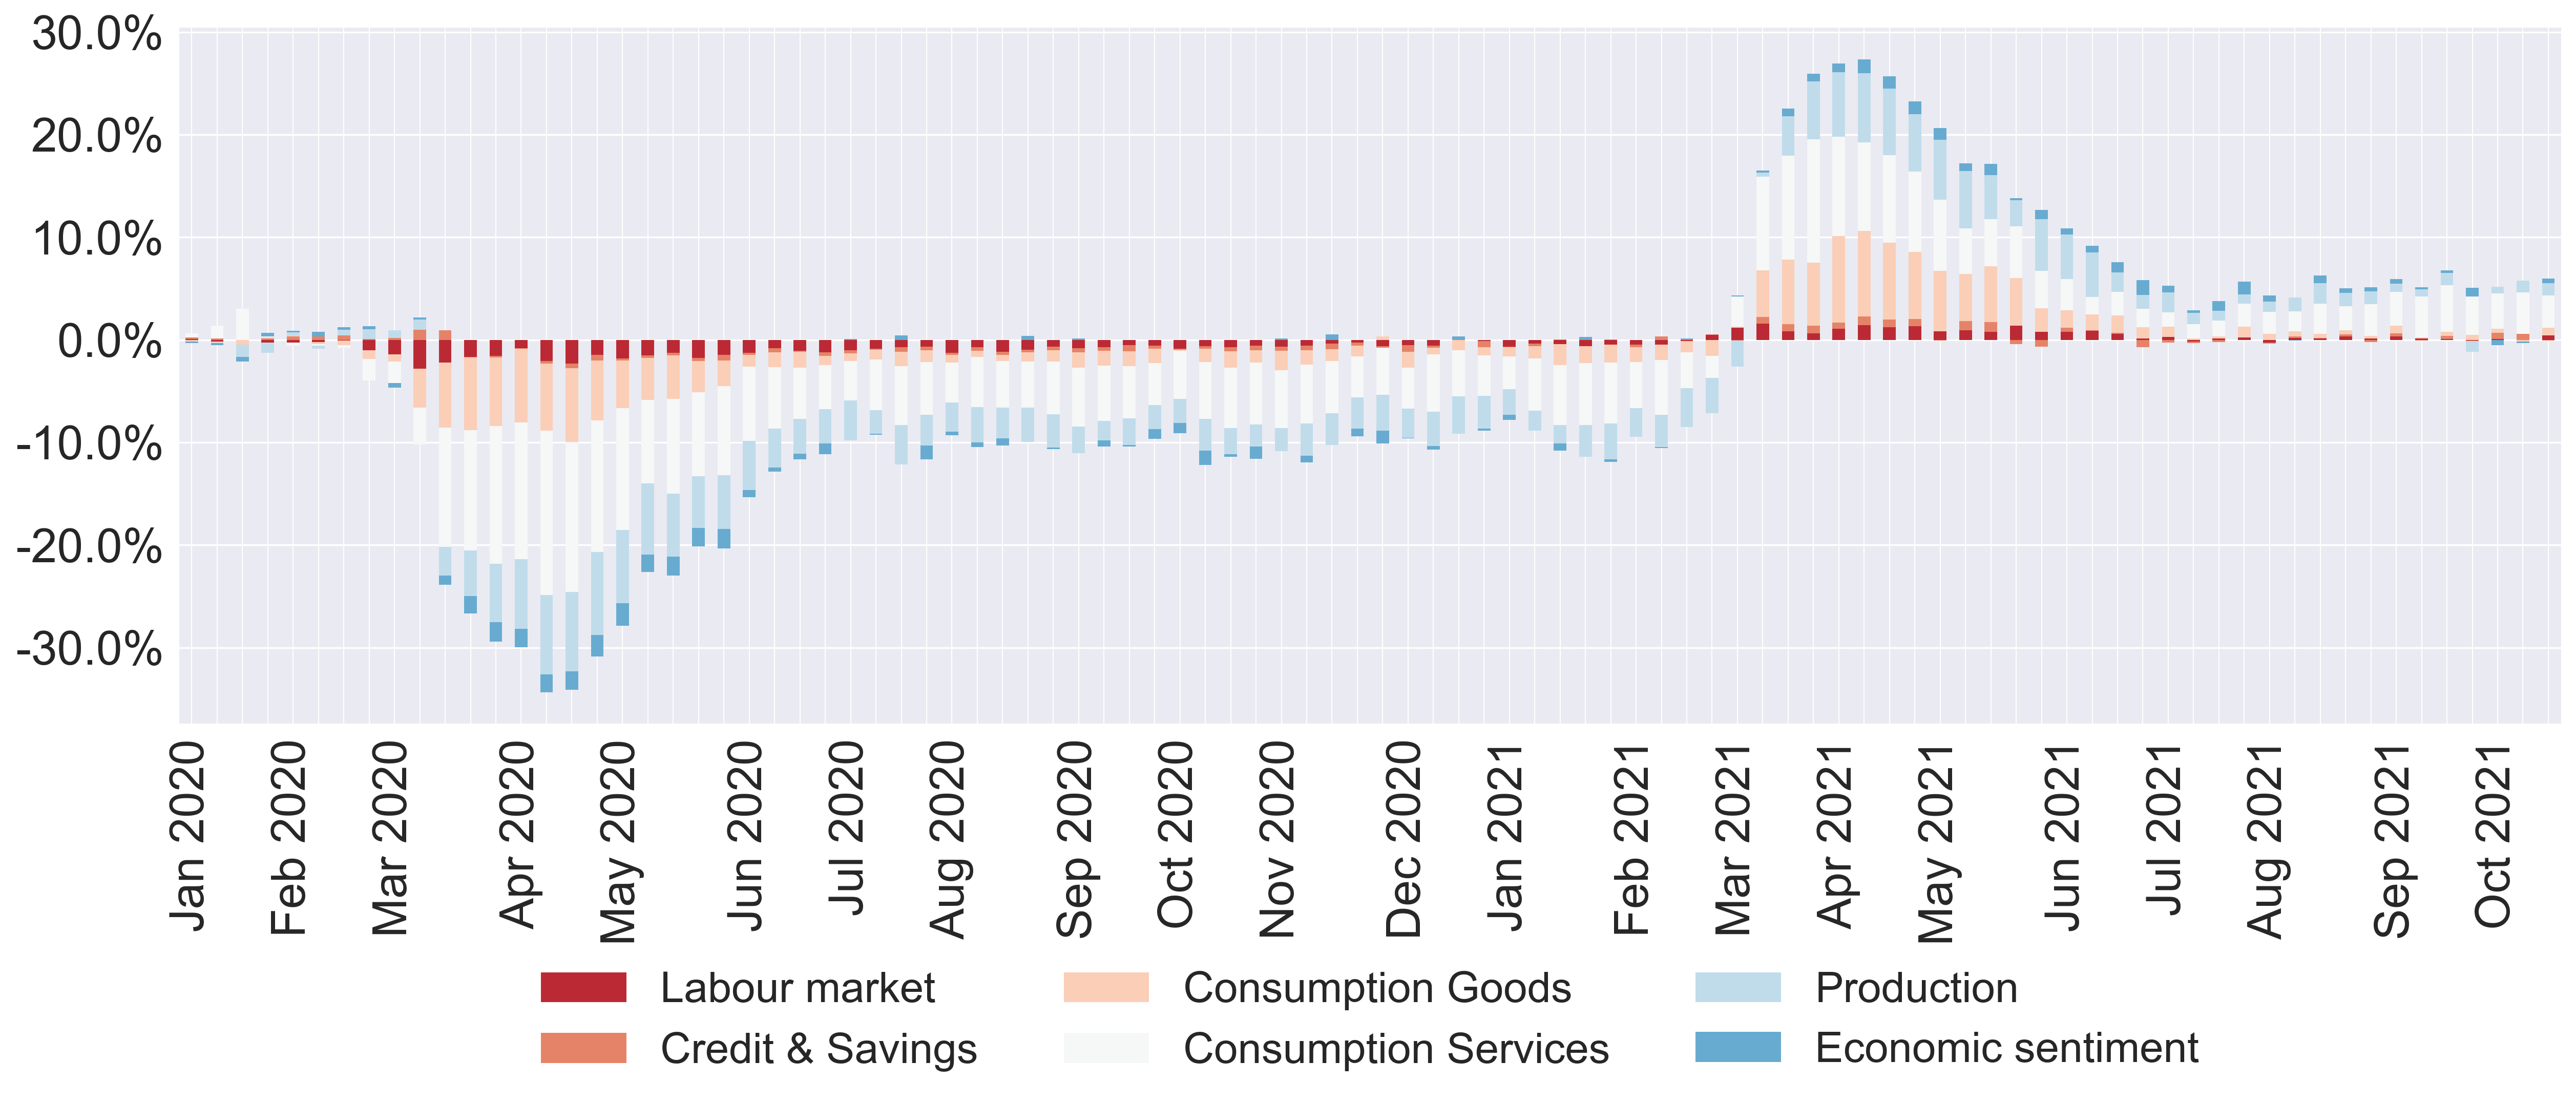 30.0%
20.0%
10.0%
0.0%
-10.0%
-20.0%
-30.0%
Jan 2020
Feb 2020
Mar 2020
Apr 2020
May 2020
Jun 2020
Jul 2020
Aug 2020
Sep 2020
Oct 2020
Nov 2020
Dec 2020
Jan 2021
Feb 2021
Mar 2021
Apr 2021
May 2021
Jun 2021
Jul 2021
Aug 2021
Sep 2021
Oct 2021
Labour market
Credit & Savings
Consumption Goods
Consumption Services
Production
Economic sentiment